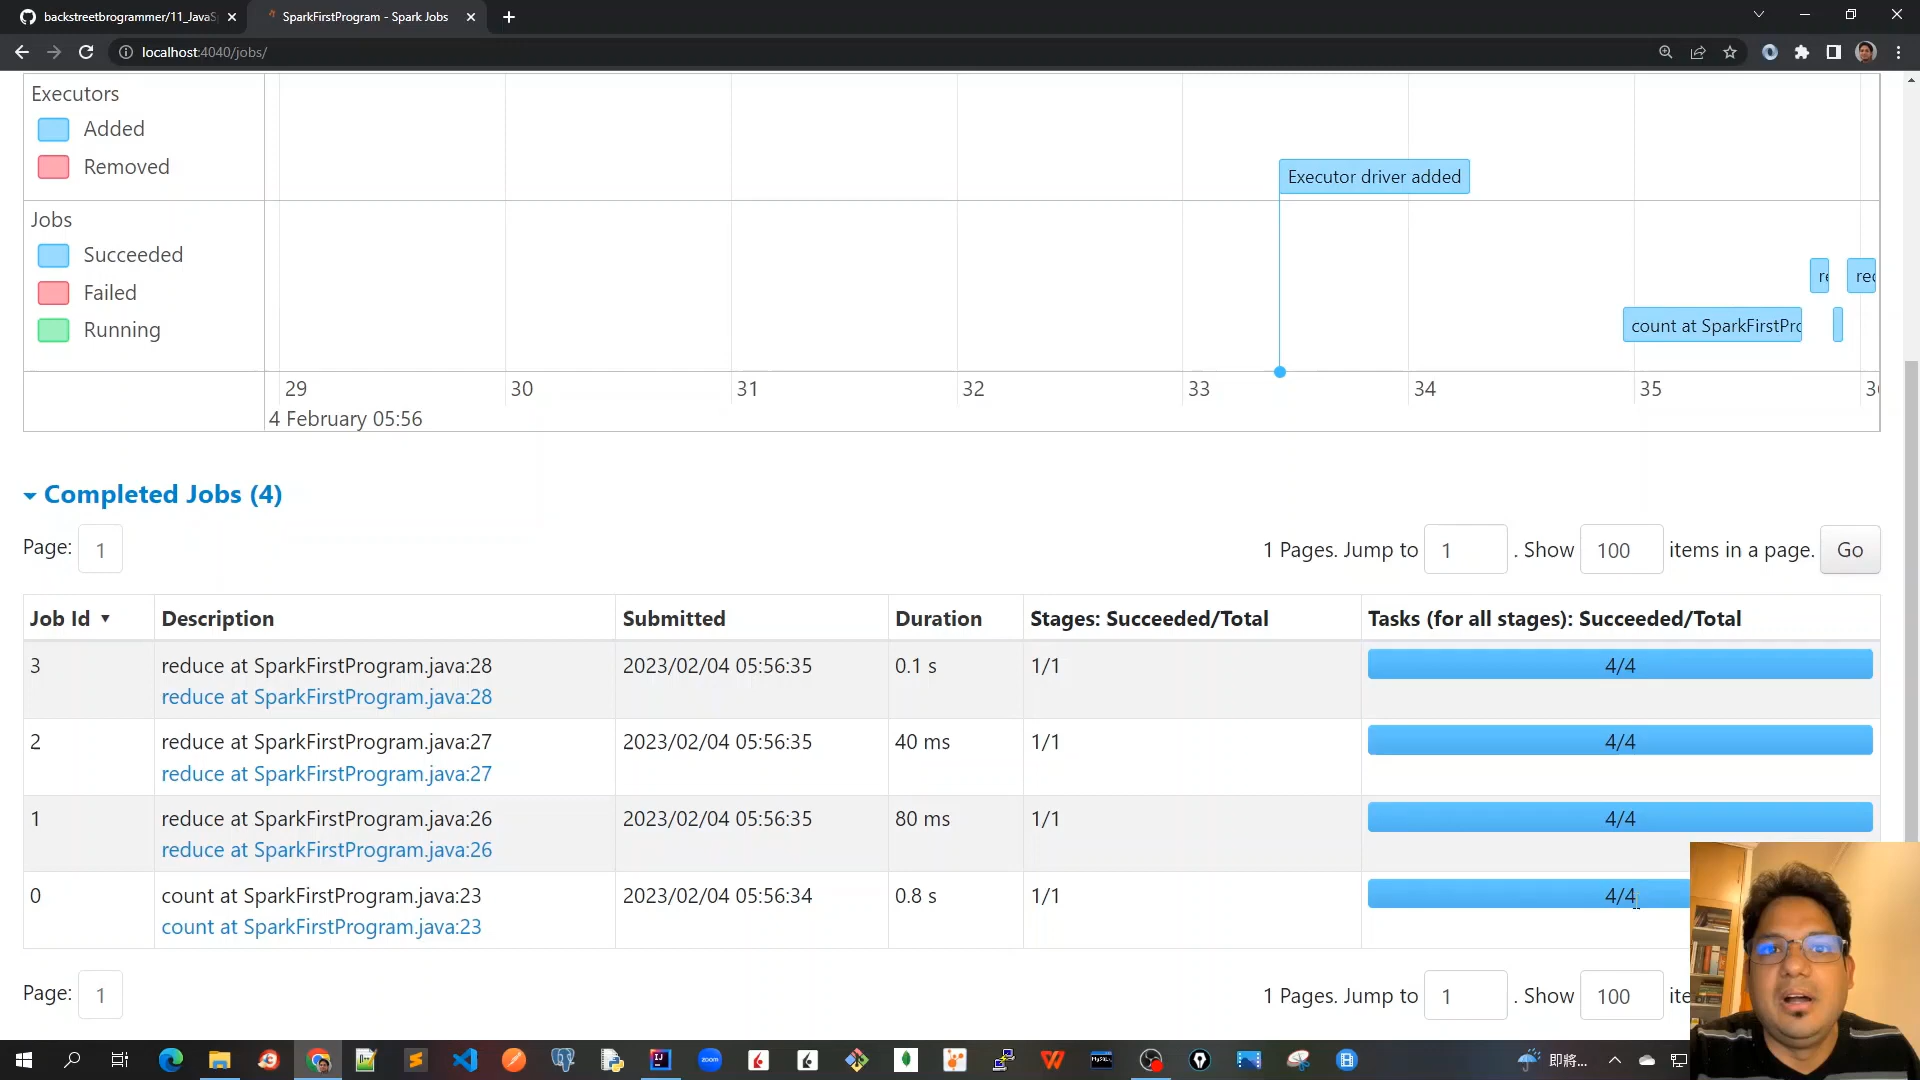 backstreetbrogrammer/11_JavaS
SparkFirstProgram - Spark Jobs
localhost:4040/jobs/
Executors
Added
Removed
Executor driver added
Jobs
Succeeded
Failed
Running
re
rec
count at SparkFirstPro
29
30
31
32
33
34
35
4 February 05:56
Completed Jobs (4)
Page: 1
1 Pages. Jump to 1 . Show 100 items in a page. Go
Job Id ▾ Description Submitted Duration Stages: Succeeded/Total Tasks (for all stages): Succeeded/Total
3 reduce at SparkFirstProgram.java:28 2023/02/04 05:56:35 0.1 s 1/1 4/4
reduce at SparkFirstProgram.java:28
2 reduce at SparkFirstProgram.java:27 2023/02/04 05:56:35 40 ms 1/1 4/4
reduce at SparkFirstProgram.java:27
1 reduce at SparkFirstProgram.java:26 2023/02/04 05:56:35 80 ms 1/1 4/4
reduce at SparkFirstProgram.java:26
0 count at SparkFirstProgram.java:23 2023/02/04 05:56:34 0.8 s 1/1 4/4
count at SparkFirstProgram.java:23
Page: 1
1 Pages. Jump to 1 . Show 100 ite
zoom
即將...